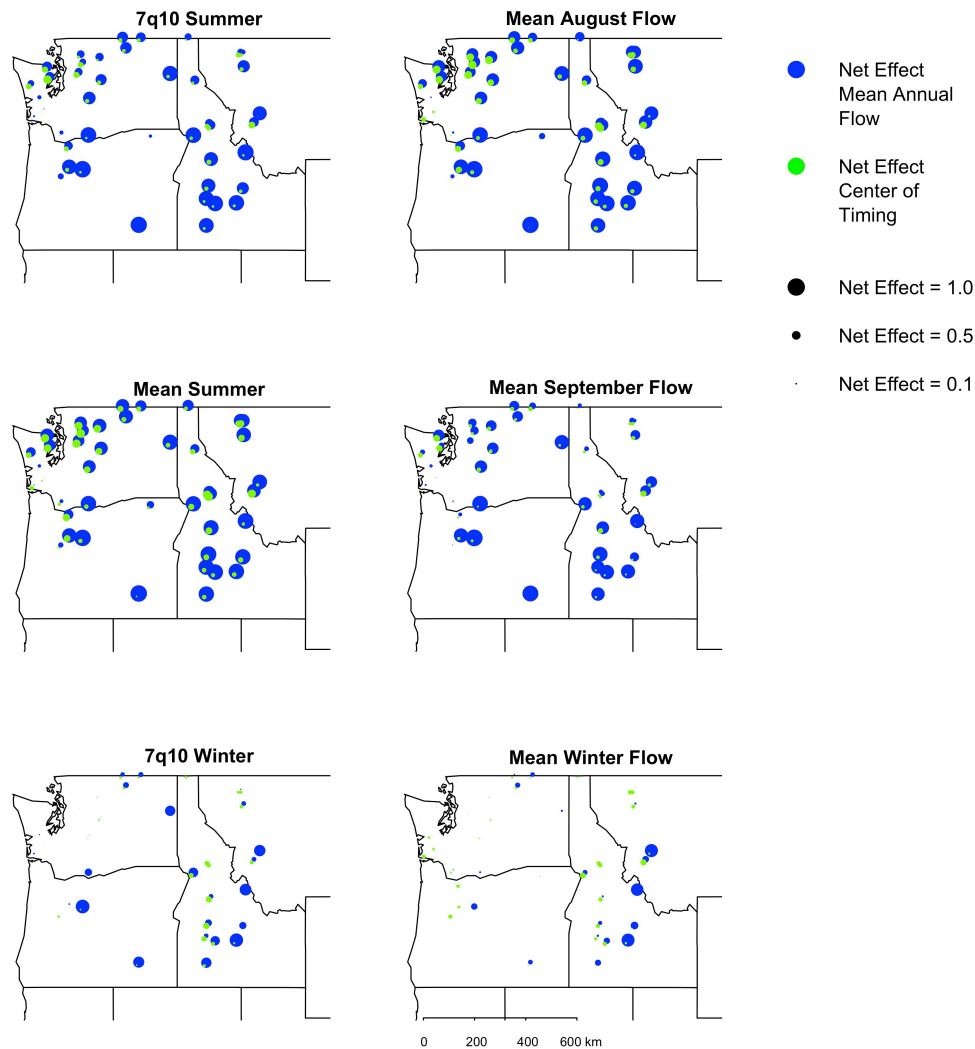 7q10 Summer
Mean August Flow
Net Effect
Mean Annual
Flow
Net Effect
Center of
Timing
Net Effect = 1.0
Net Effect = 0.5
Net Effect = 0.1
Mean Summer
Mean September Flow
7q10 Winter
Mean Winter Flow
0 200 400 600 km